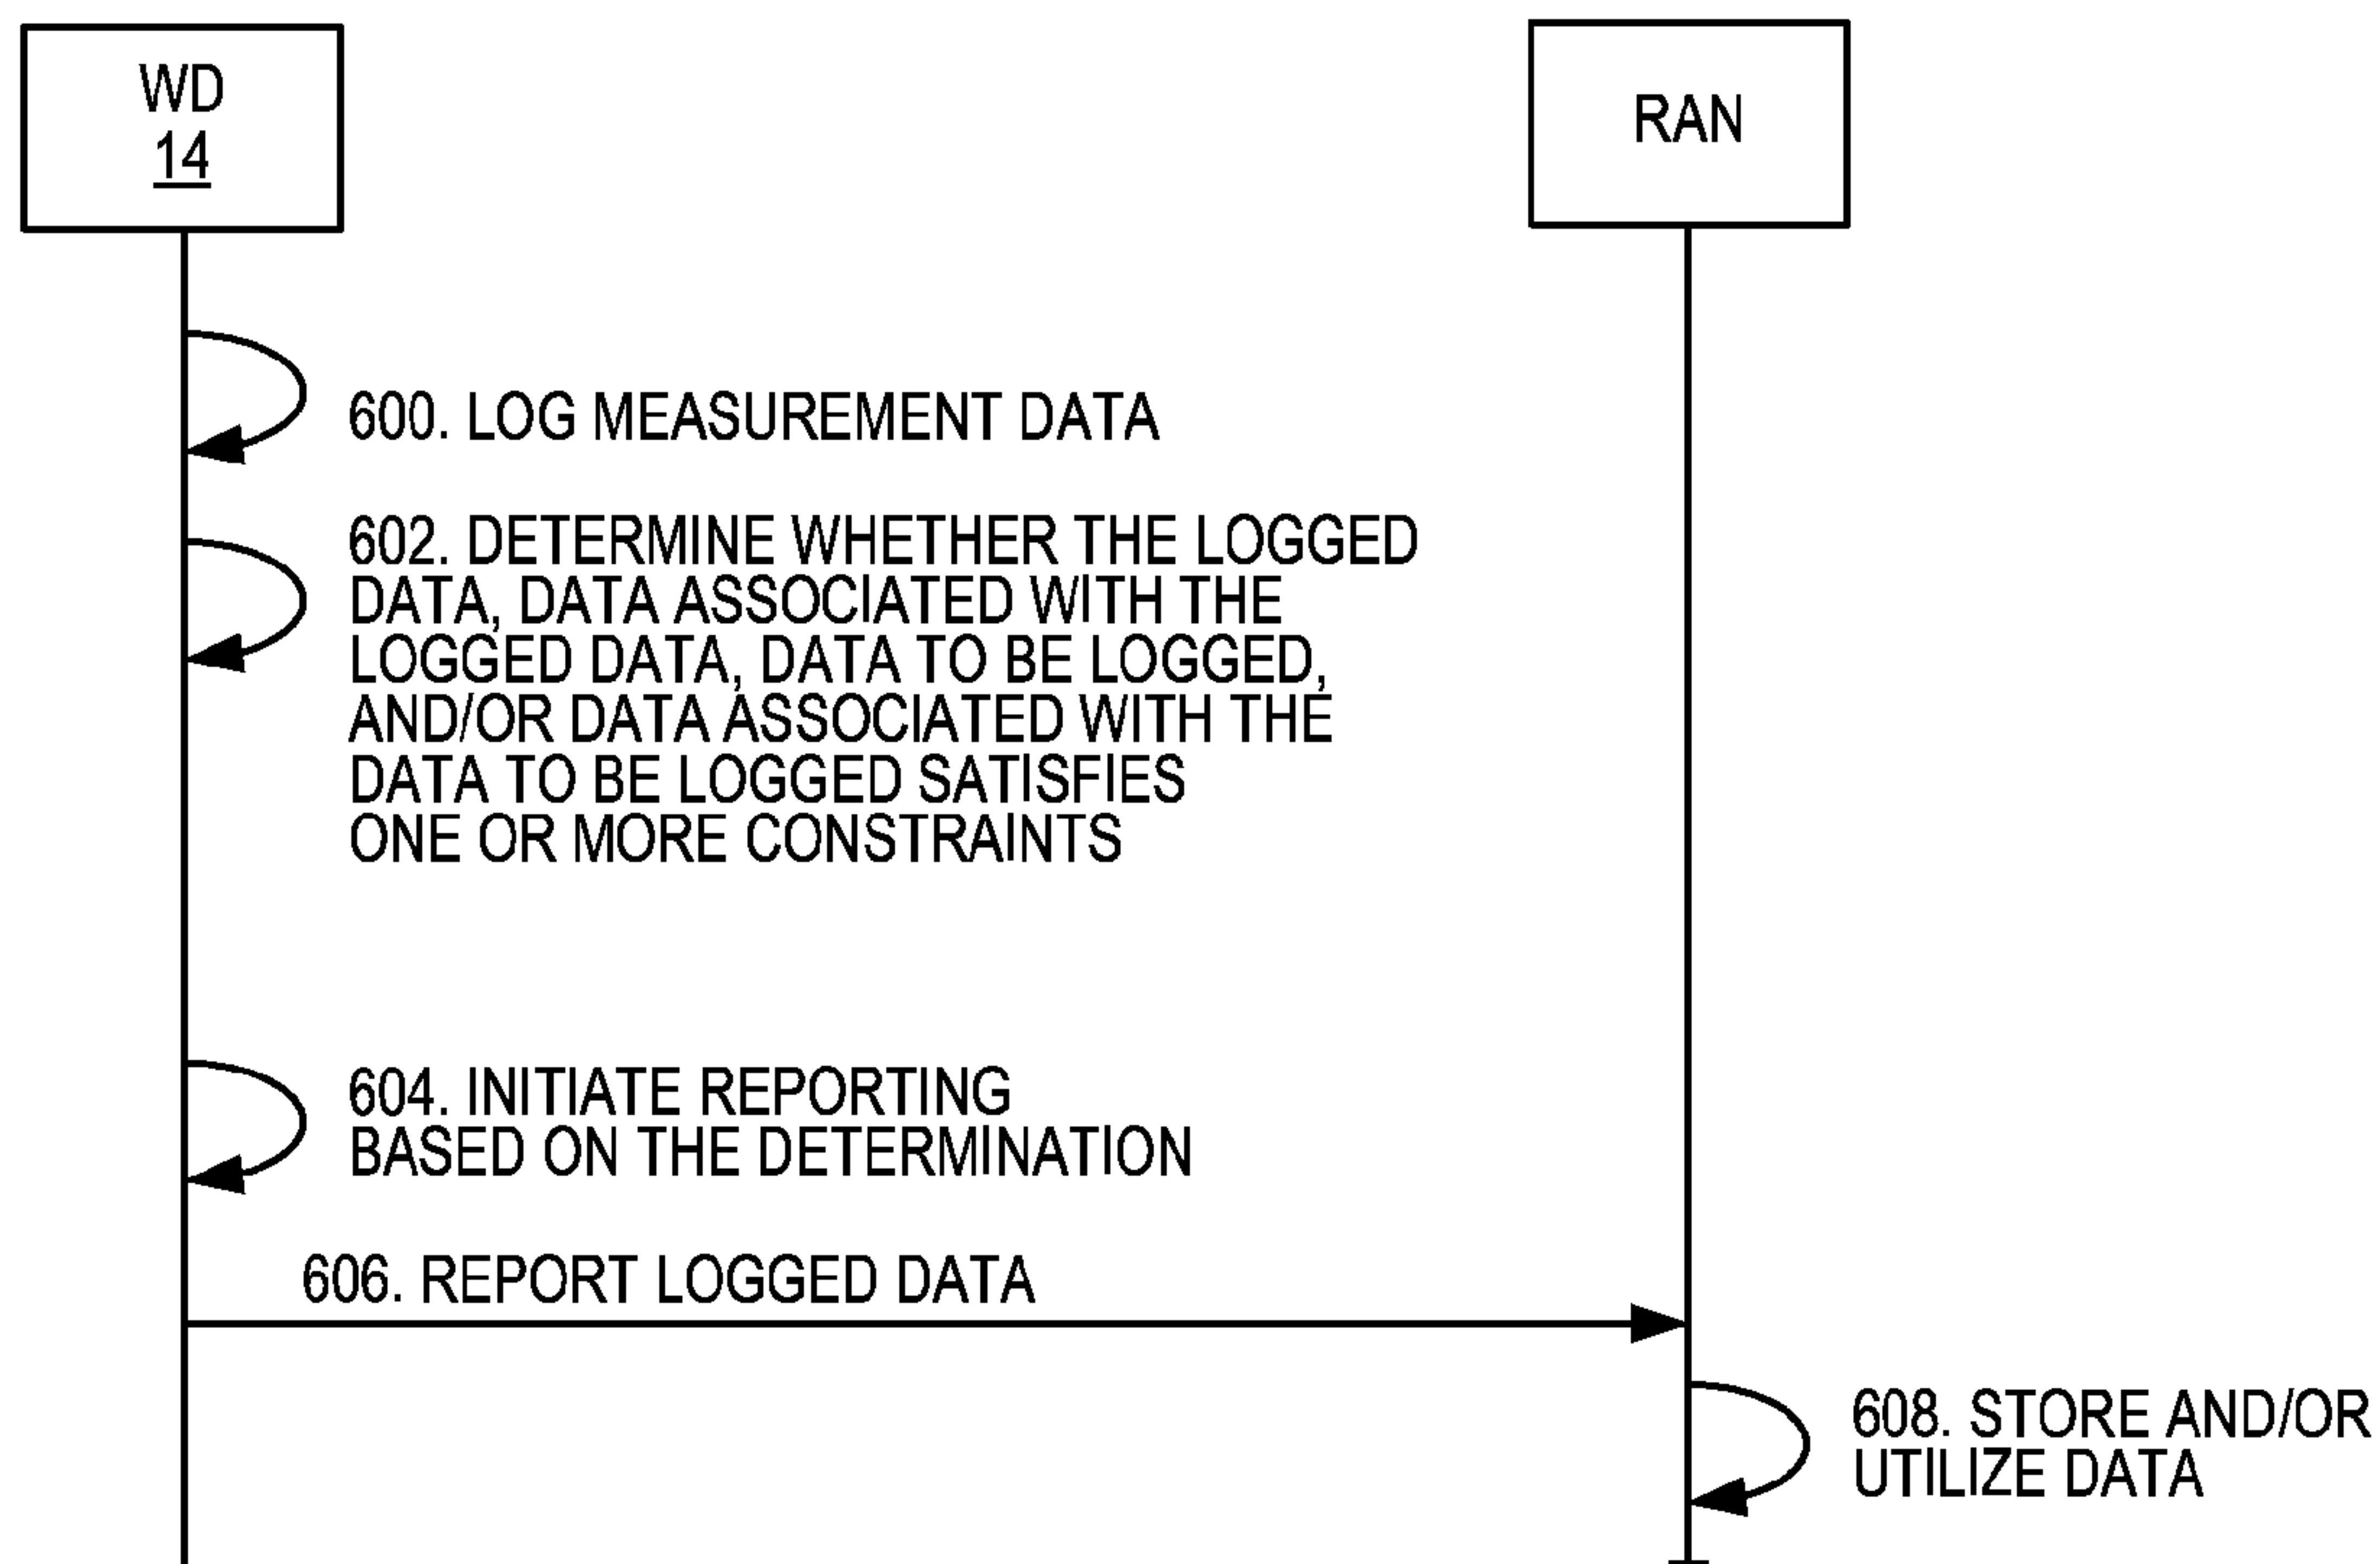 WD
14
RAN
600. LOG MEASUREMENT DATA
602. DETERMINE WHETHER THE LOGGED
DATA, DATA ASSOCIATED WITH THE
LOGGED DATA, DATA TO BE LOGGED,
AND/OR DATA ASSOCIATED WITH THE
DATA TO BE LOGGED SATISFIES
ONE OR MORE CONSTRAINTS
604. INITIATE REPORTING
BASED ON THE DETERMINATION
606. REPORT LOGGED DATA
608. STORE AND/OR
UTILIZE DATA